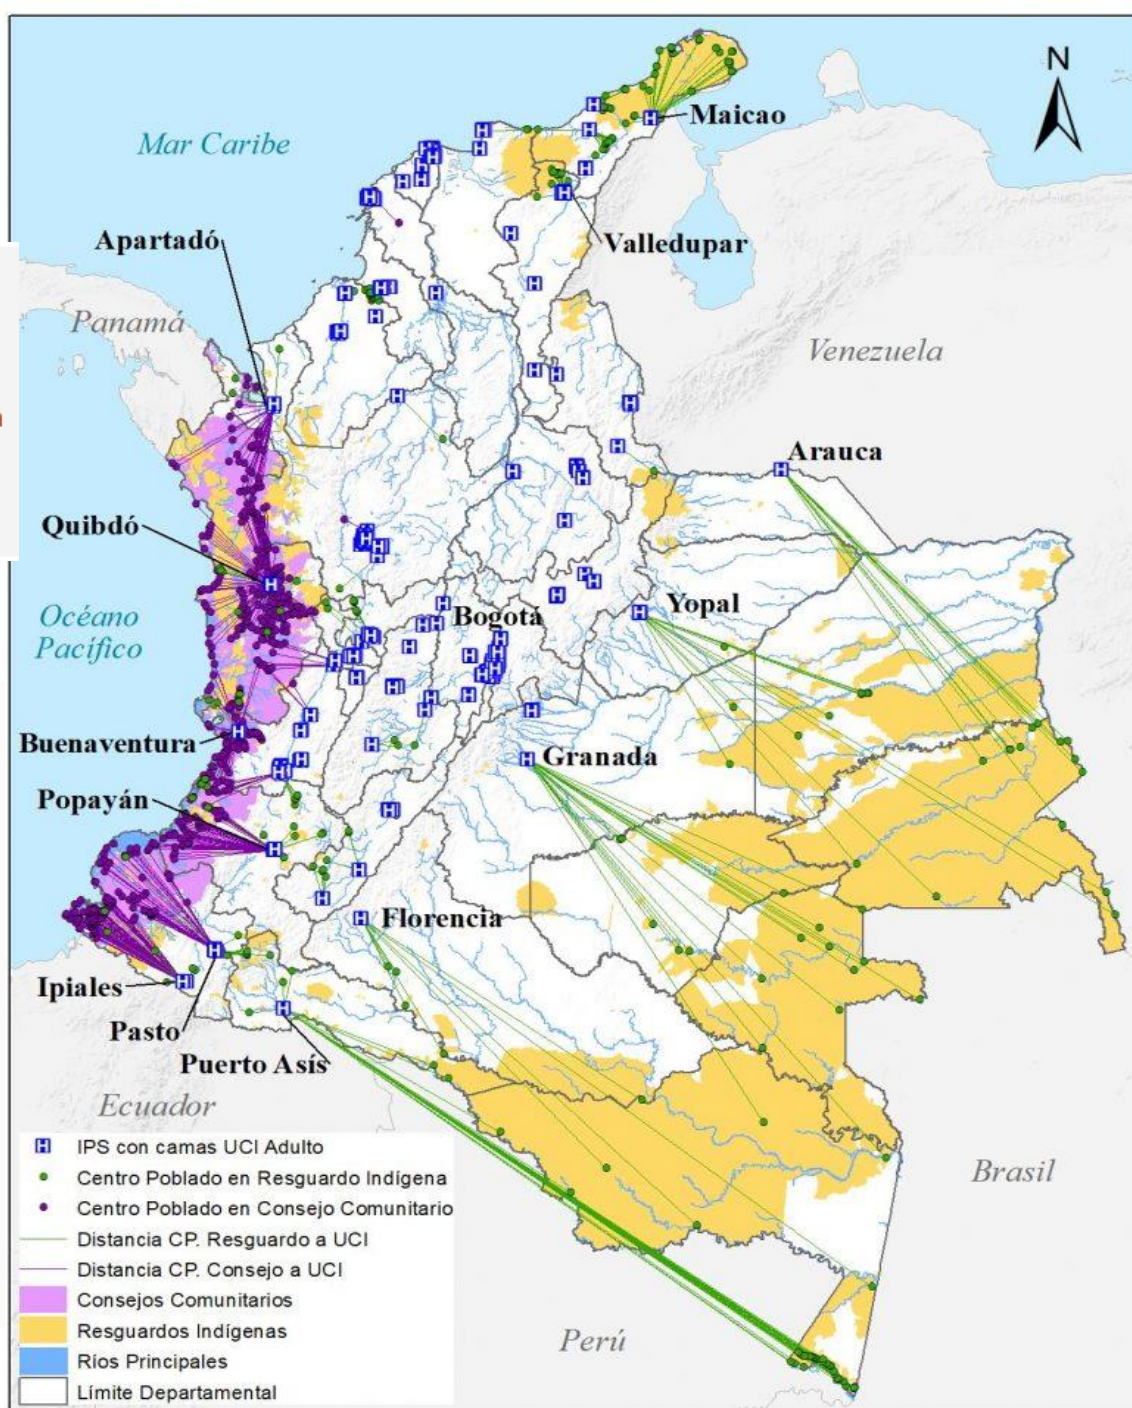 N
Maicao
Mar Caribe
Valledupar
Apartadó
Panamá
Venezuela
Arauca
Quibdó
Océano
Pacífico
Bogotá
Yopal
Buenaventura
Granada
Popayán
Florencia
Ipiales
Pasto
Puerto Asís
Ecuador
Brasil
Perú
IPS con camas UCI Adulto
Centro Poblado en Resguardo Indígena
Centro Poblado en Consejo Comunitario
Distancia CP. Resguardo a UCI
Distancia CP. Consejo a UCI
Consejos Comunitarios
Resguardos Indígenas
Ríos Principales
Límite Departamental